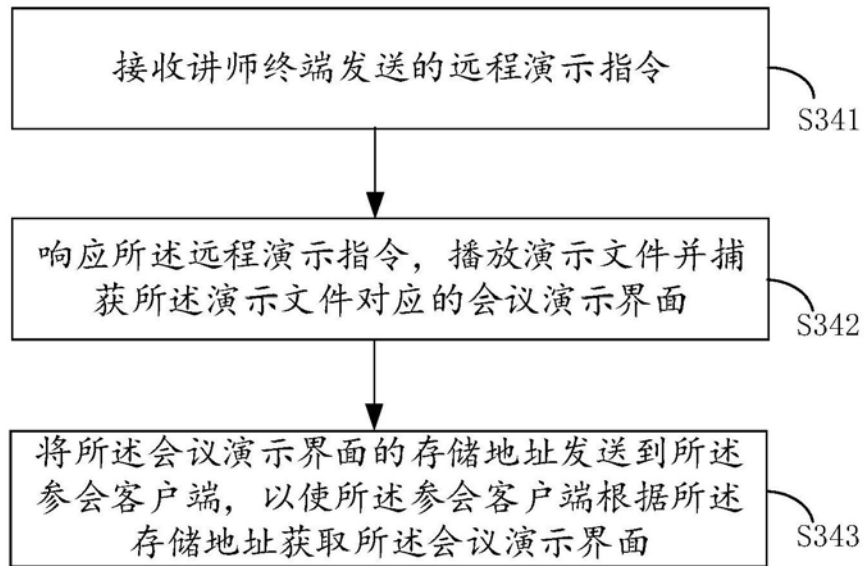 接收讲师终端发送的远程演示指令
S341
响应所述远程演示指令，播放演示文件并捕
获所述演示文件对应的会议演示界面
S342
将所述会议演示界面的存储地址发送到所述
参会客户端，以使所述参会客户端根据所述
存储地址获取所述会议演示界面
S343